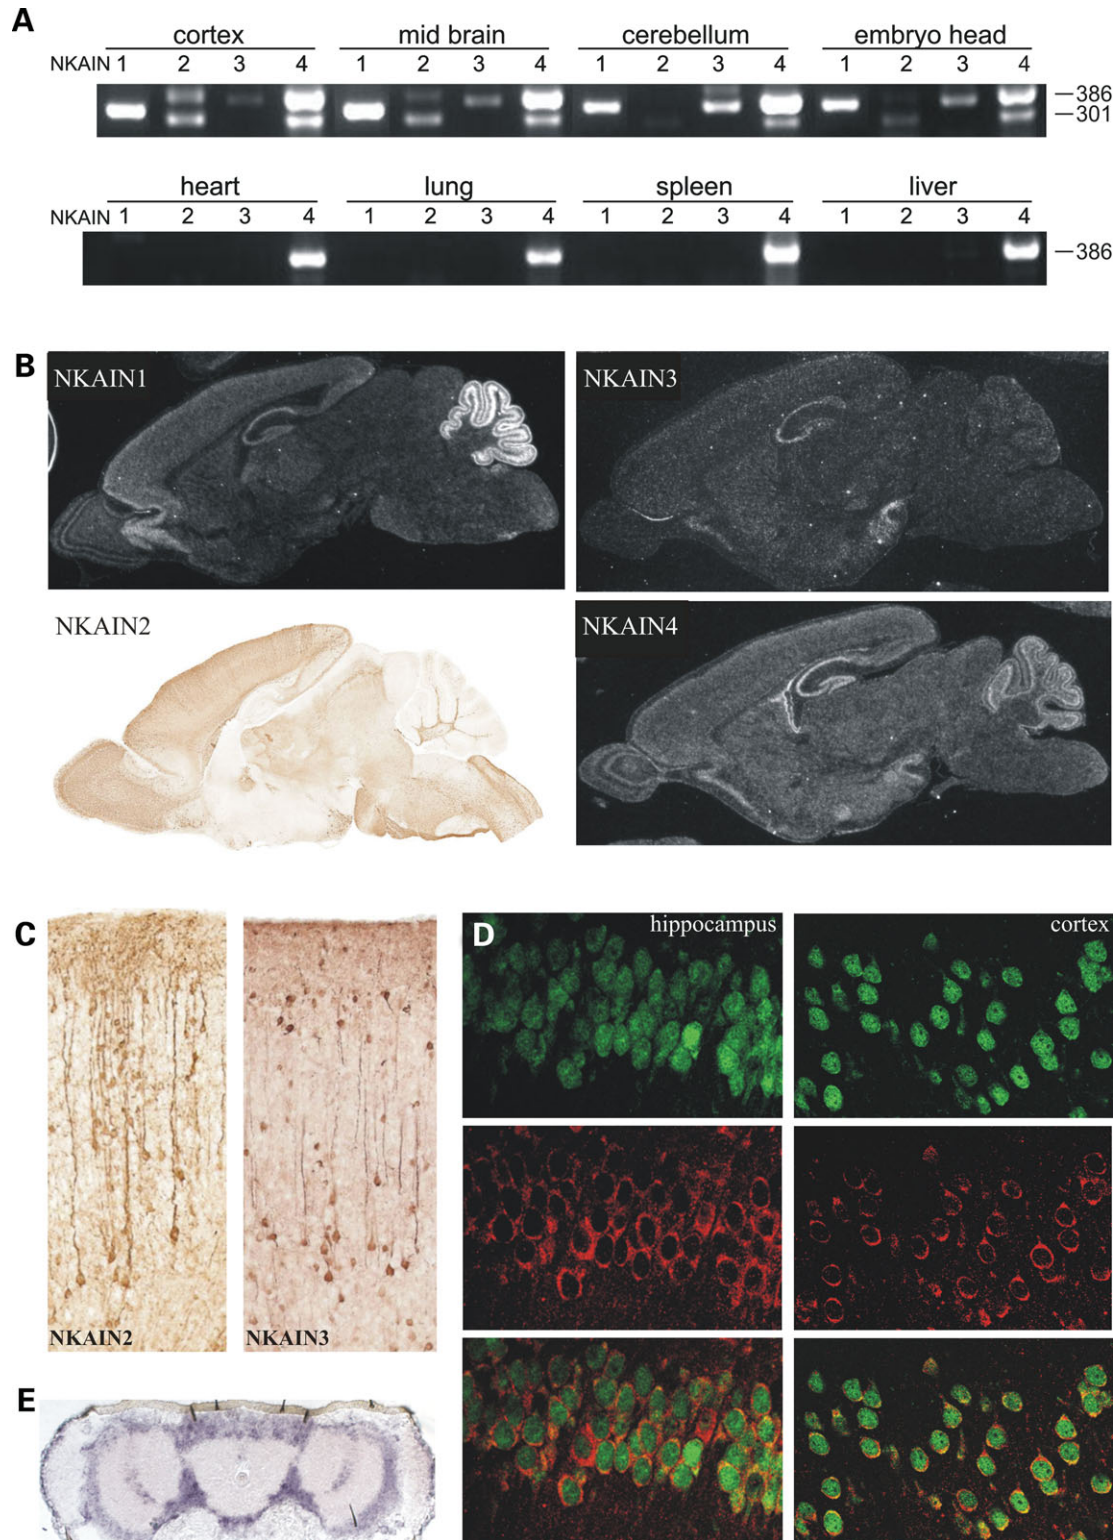 A
cortex mid brain cerebellum embryo head
NKAIN 1 2 3 4 1 2 3 4 1 2 3 4 1 2 3 4
386
301
heart lung spleen liver
NKAIN 1 2 3 4 1 2 3 4 1 2 3 4 1 2 3 4
386
B
NKAIN1 NKAIN3
NKAIN2 NKAIN4
C
NKAIN2 NKAIN3
D
hippocampus cortex
E